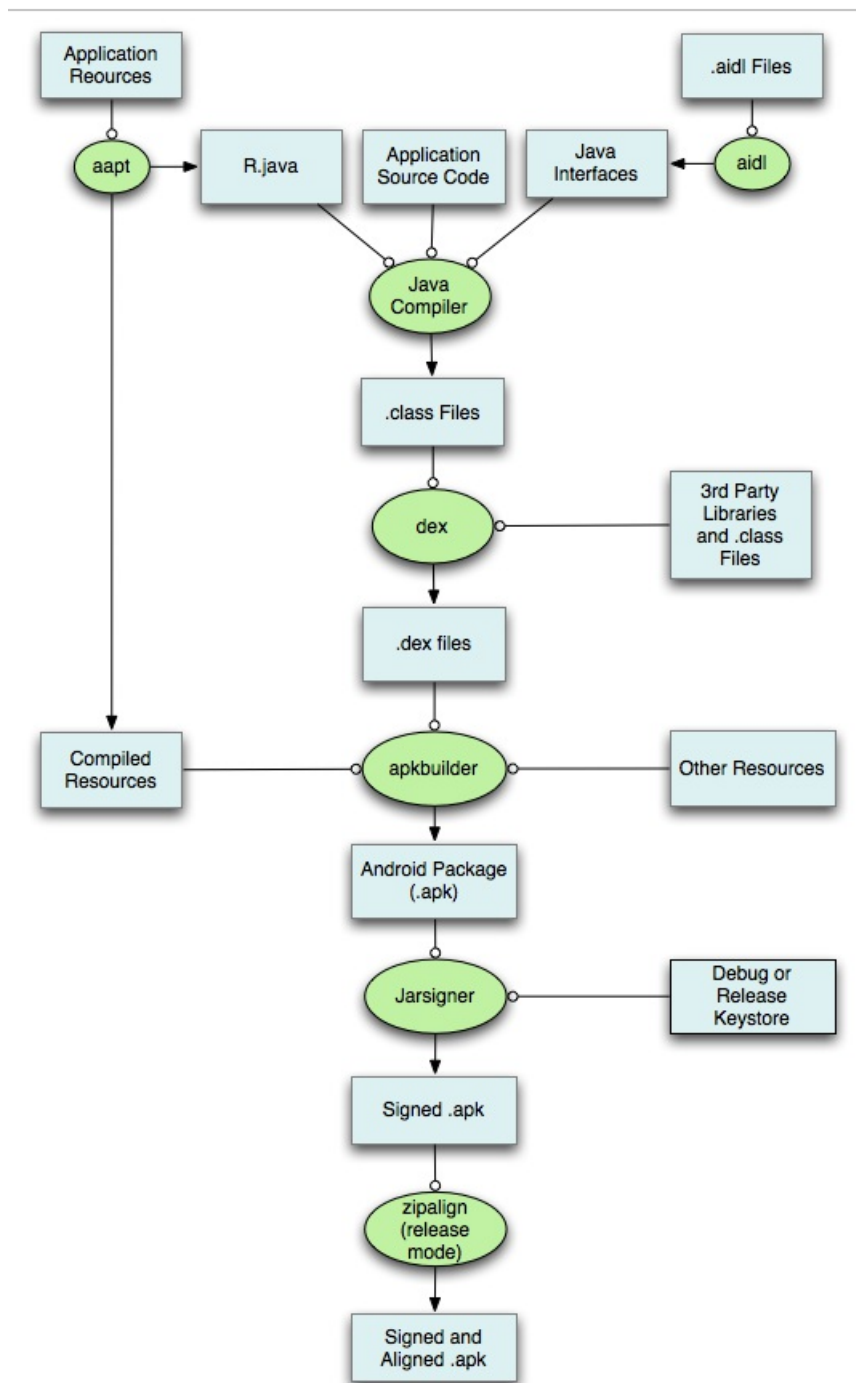 Application
Reources
.aidl Files
aapt
R.java
Application
Source Code
Java
Interfaces
aidl
Java
Compiler
.class Files
dex
3rd Party
Libraries
and .class
Files
.dex files
Compiled
Resources
apkbuilder
Other Resources
Android Package
(.apk)
Jarsigner
Debug or
Release
Keystore
Signed .apk
zipalign
(release
mode)
Signed and
Aligned .apk